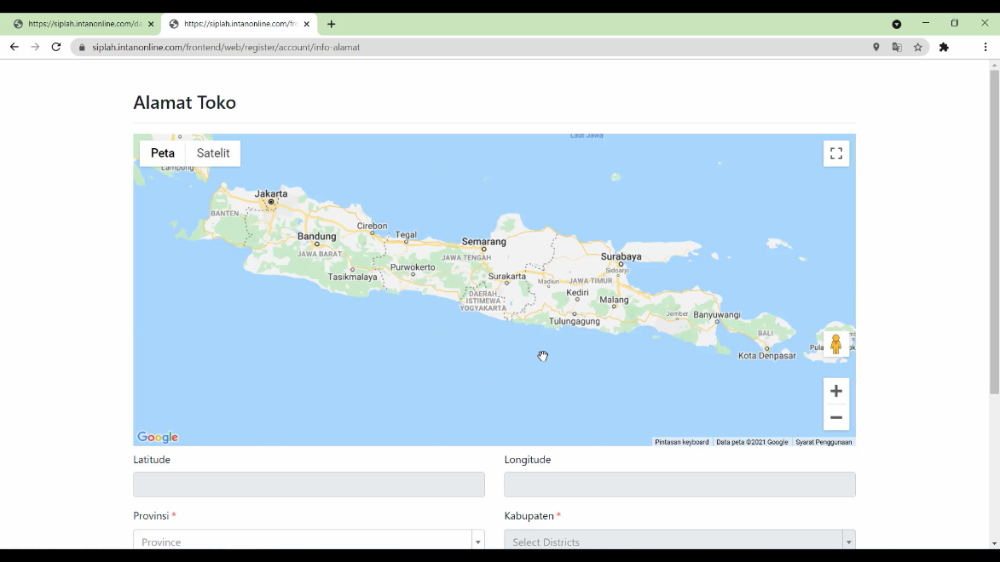 https://siplah.intanonline.com/da
https://siplah.intanonline.com/fr
siplah.intanonline.com/frontend/web/register/account/info-alamat
Alamat Toko
Peta
Satelit
Laut Jawa
Lampung
Jakarta
BANTEN
Cirebon
Tegal
Bandung
Semarang
JAWA BARAT
JAWA TENGAH
Surabaya
Sidoarjo
Purwokerto
Tasikmalaya
Surakarta
Madiun
JAWA TIMUR
DAERAH
ISTIMEWA
YOGYAKARTA
Kediri
Malang
Tulungagung
Jember
Banyuwangi
BALI
Kota Denpasar
Google
Pintasan keyboard
Data peta ©2021 Google
Syarat Penggunaan
Latitude
Longitude
Provinsi *
Kabupaten *
Province
Select Districts